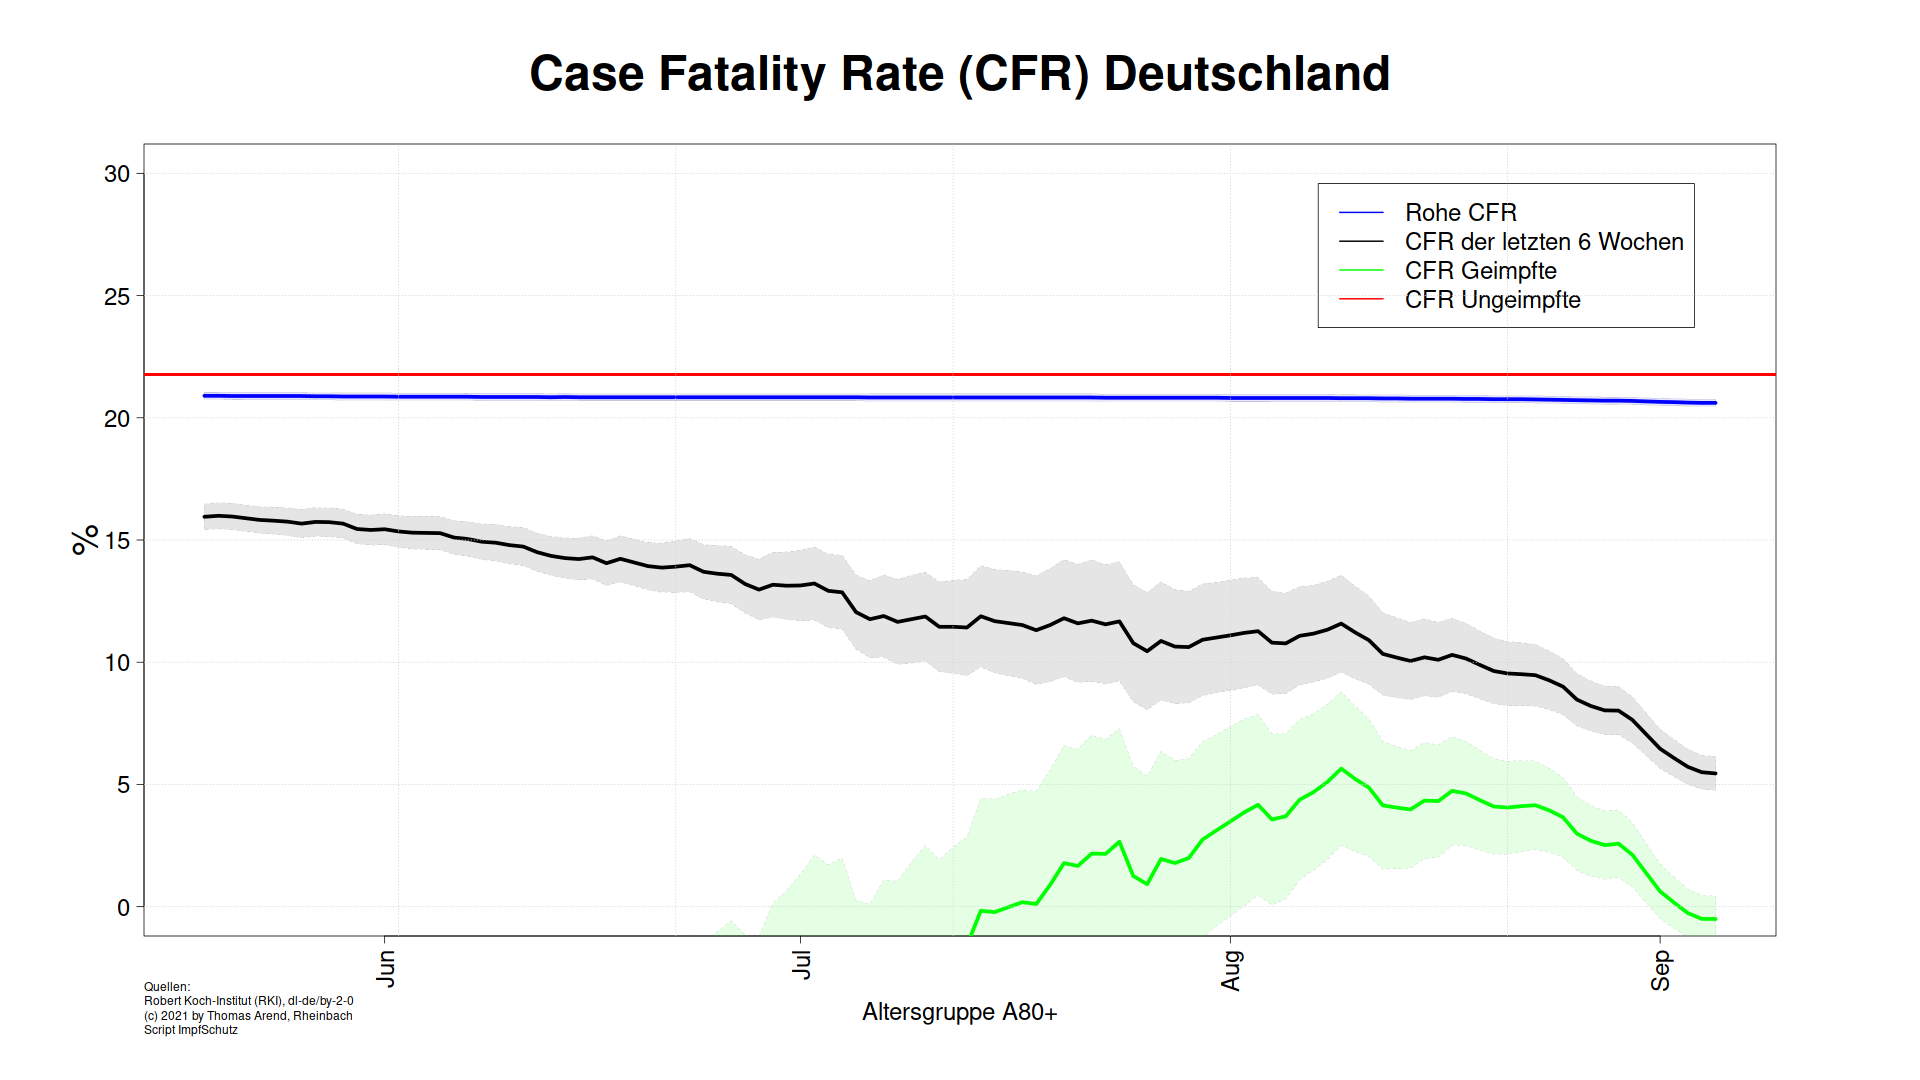 Case Fatality Rate (CFR) Deutschland
30
25
20
15
10
5
0
%
Rohe CFR
CFR der letzten 6 Wochen
CFR Geimpfte
CFR Ungeimpfte
Jun
Jul
Aug
Sep
Altersgruppe A80+
Quellen:
Robert Koch-Institut (RKI), dl-de/by-2-0
(c) 2021 by Thomas Arend, Rheinbach
Script ImpfSchutz